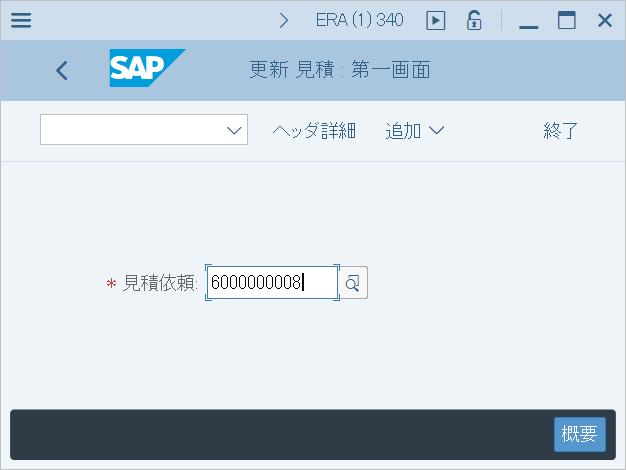 ERA (1) 340
SAP
更新 見積 : 第一画面
ヘッダ詳細 追加 終了
* 見積依頼: 6000000008
概要